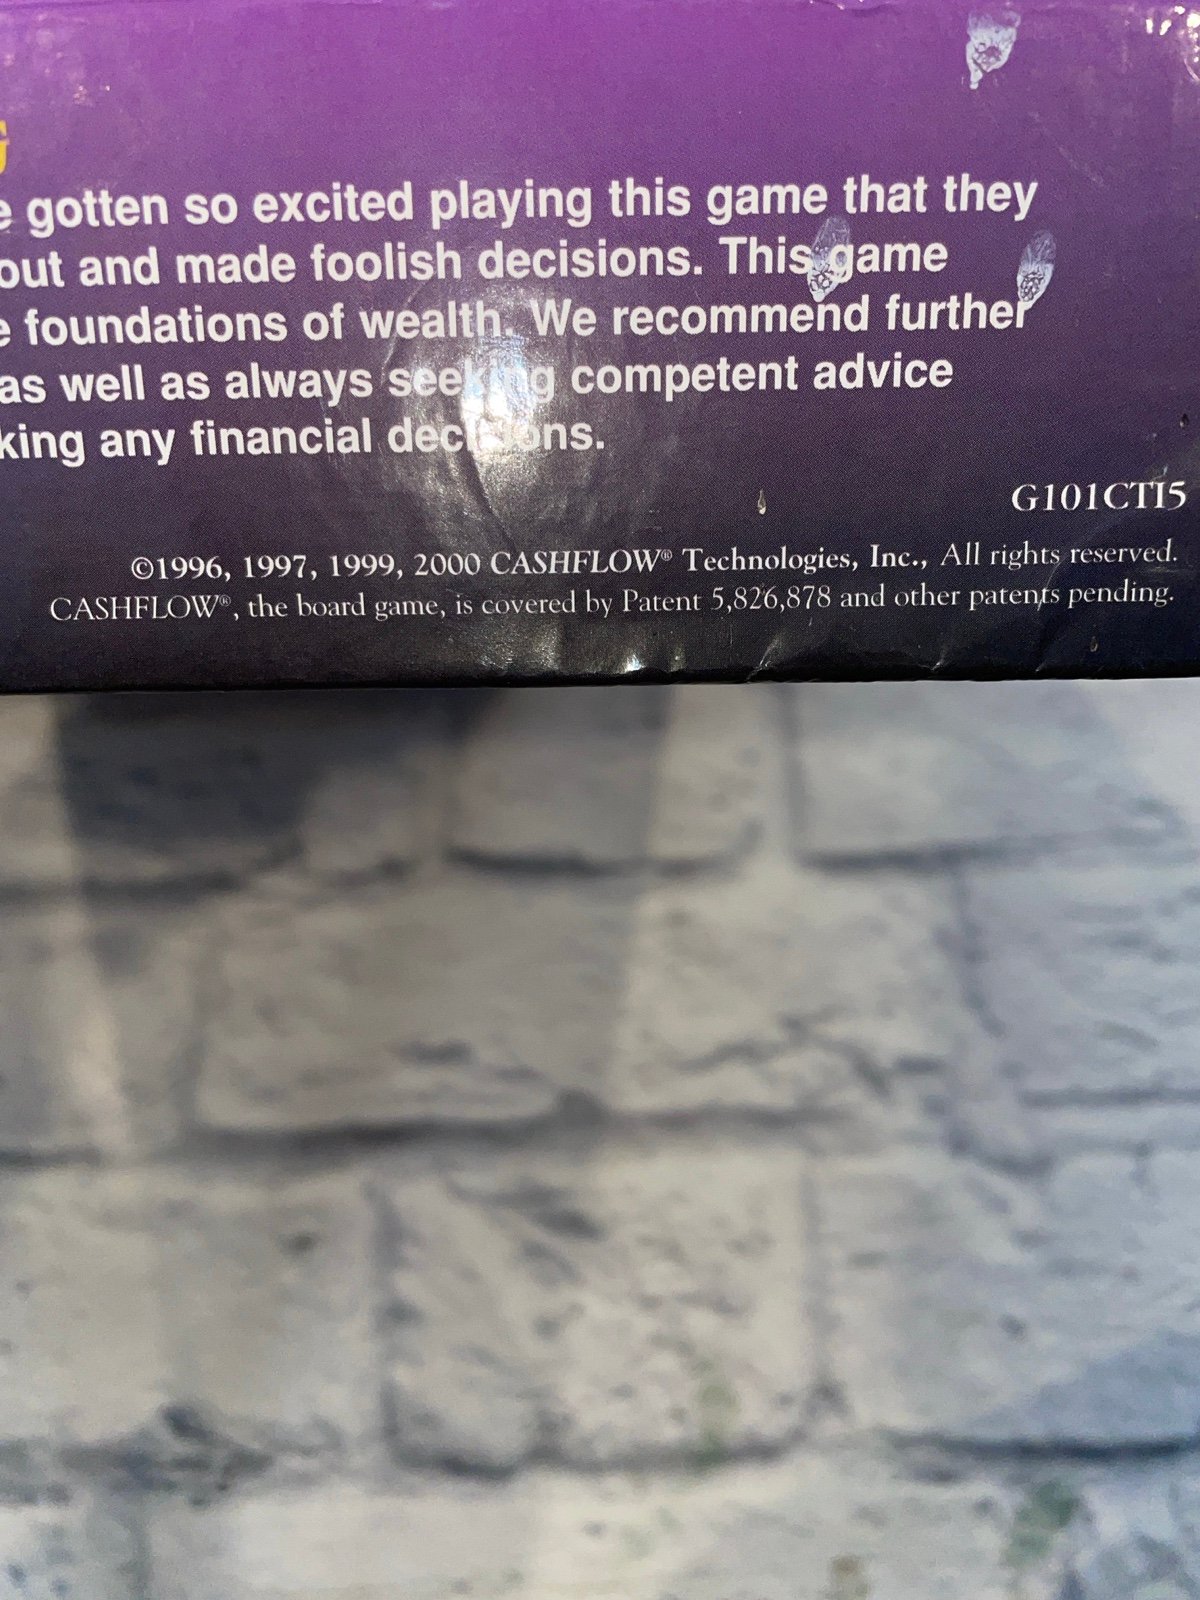 G
e gotten so excited playing this game that they
out and made foolish decisions. This game
e foundations of wealth. We recommend further
as well as always seeking competent advice
king any financial decisions.
G101CTI5
©1996, 1997, 1999, 2000 CASHFLOW® Technologies, Inc., All rights reserved.
CASHFLOW®, the board game, is covered by Patent 5,826,878 and other patents pending.